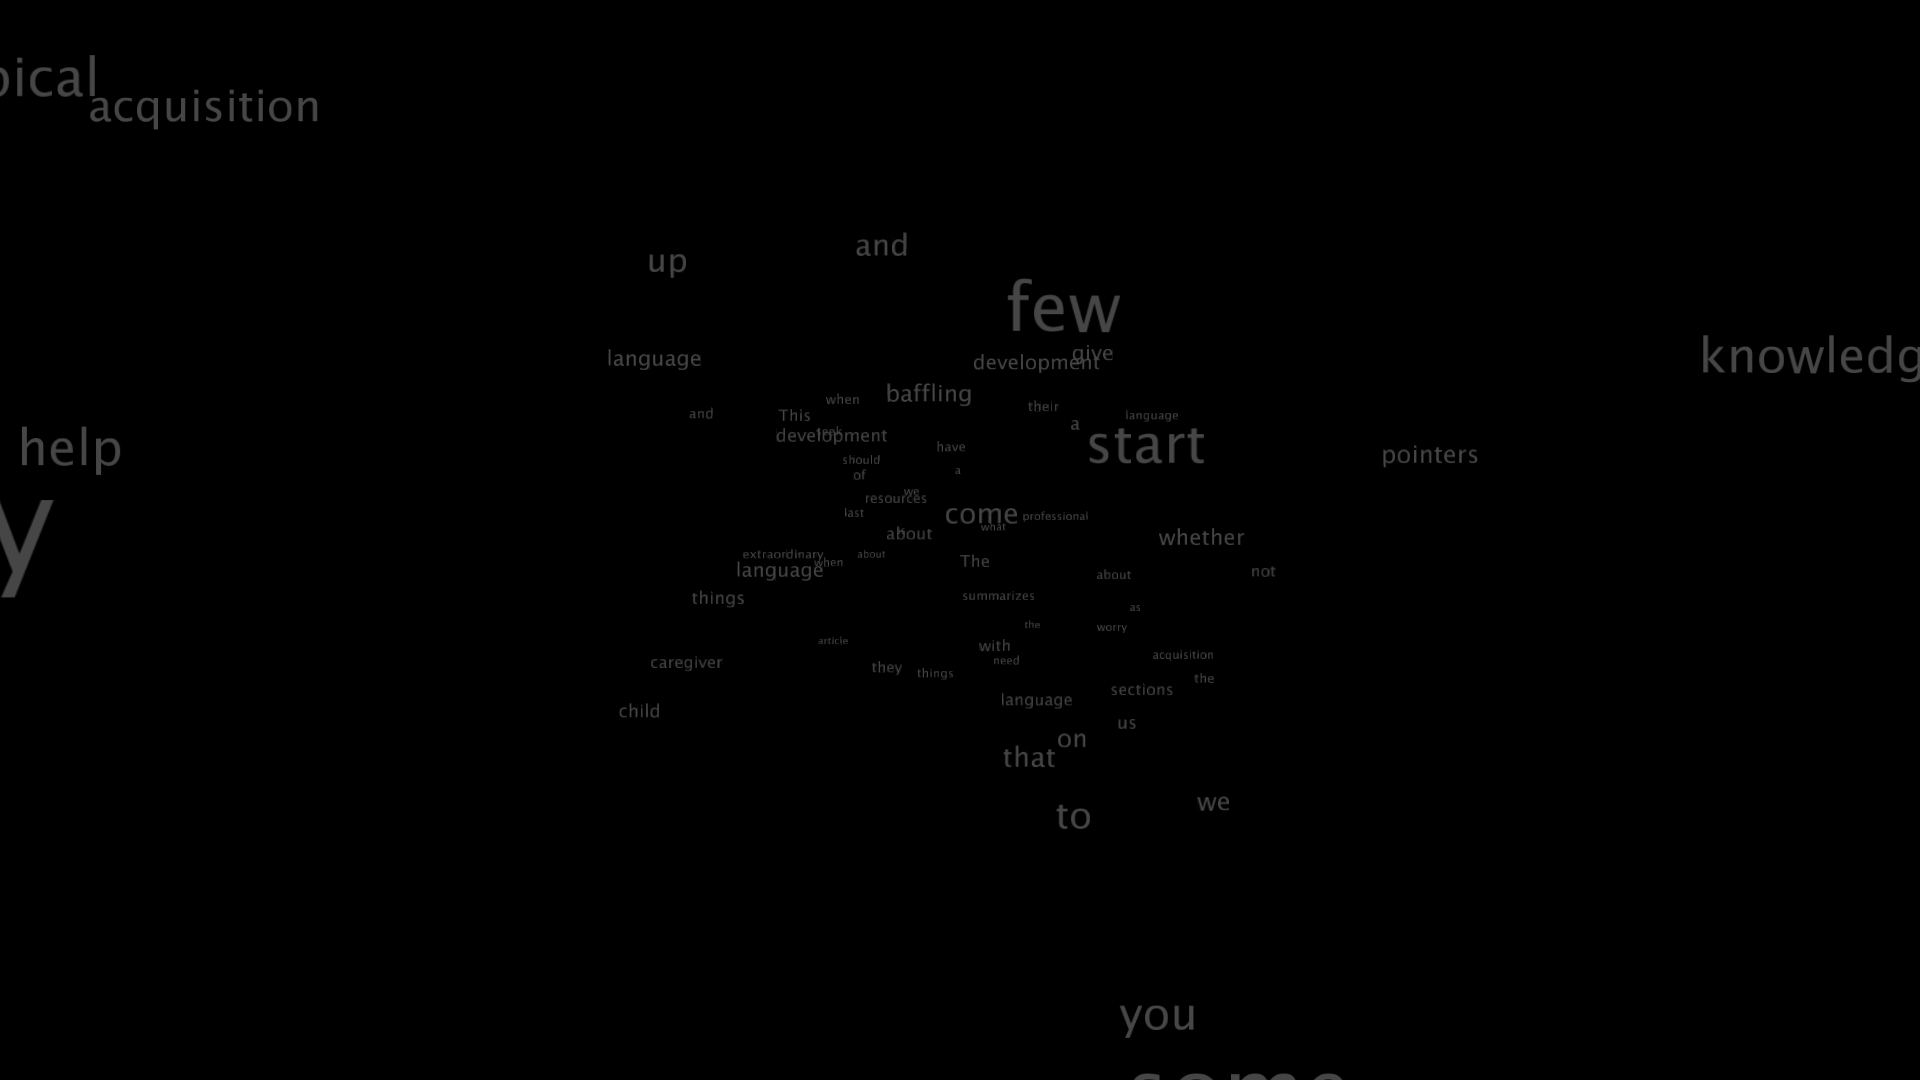 pical
acquisition
and
up
few
give
knowledg
language
development
baffling
when
their
and
This
language
a
development
start
help
have
pointers
should
a
of
we
resources
y
last
come
professional
what
about
whether
extraordinary
about
when
The
language
not
about
things
summarizes
as
the
worry
article
with
acquisition
need
caregiver
they
things
the
sections
language
child
us
on
that
we
to
you
some